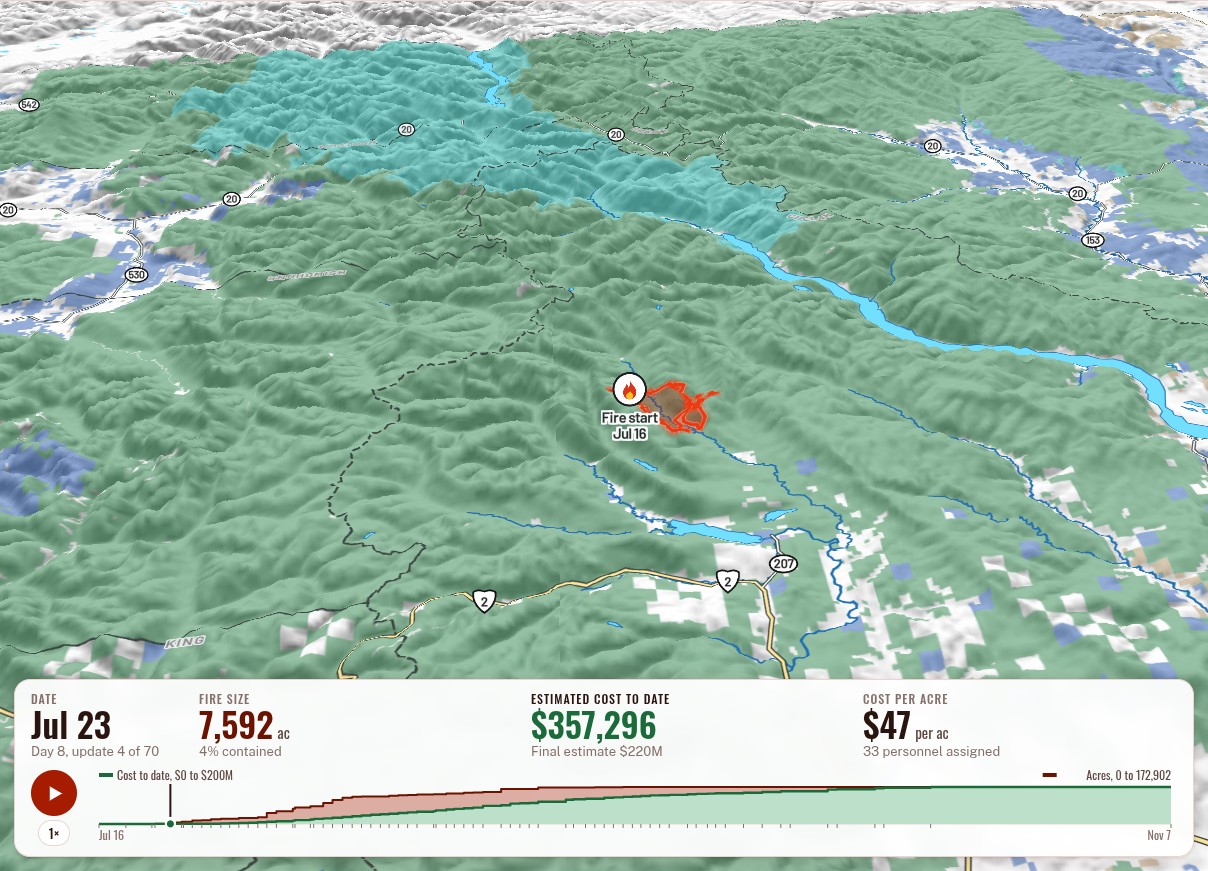 542
20
20
20
20
20
20
153
530
Fire start
Jul 16
207
2
2
KING
DATE
Jul 23
Day 8, update 4 of 70
FIRE SIZE
7,592 ac
4% contained
ESTIMATED COST TO DATE
$357,296
Final estimate $220M
COST PER ACRE
$47 per ac
33 personnel assigned
Cost to date, $0 to $200M
Acres, 0 to 172,902
1×
Jul 16
Nov 7